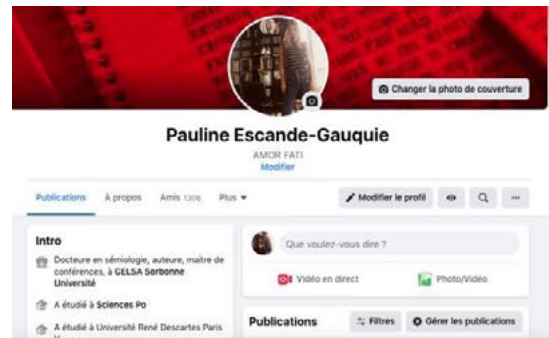 Changer la photo de couverture
Pauline Escande-Gauquie
AMOR FATI
Modifier
Publications À propos Amis Plus
Modifier le profil
Intro
Docteure en sémiologie, auteure, maitre de
conférences, à CELSA Sorbonne
Université
A étudié à Sciences Po
A étudié à Université René Descartes Paris
V
Que voulez-vous dire ?
Vidéo en direct
Photo/Vidéo
Publications
Filtres
Gérer les publications